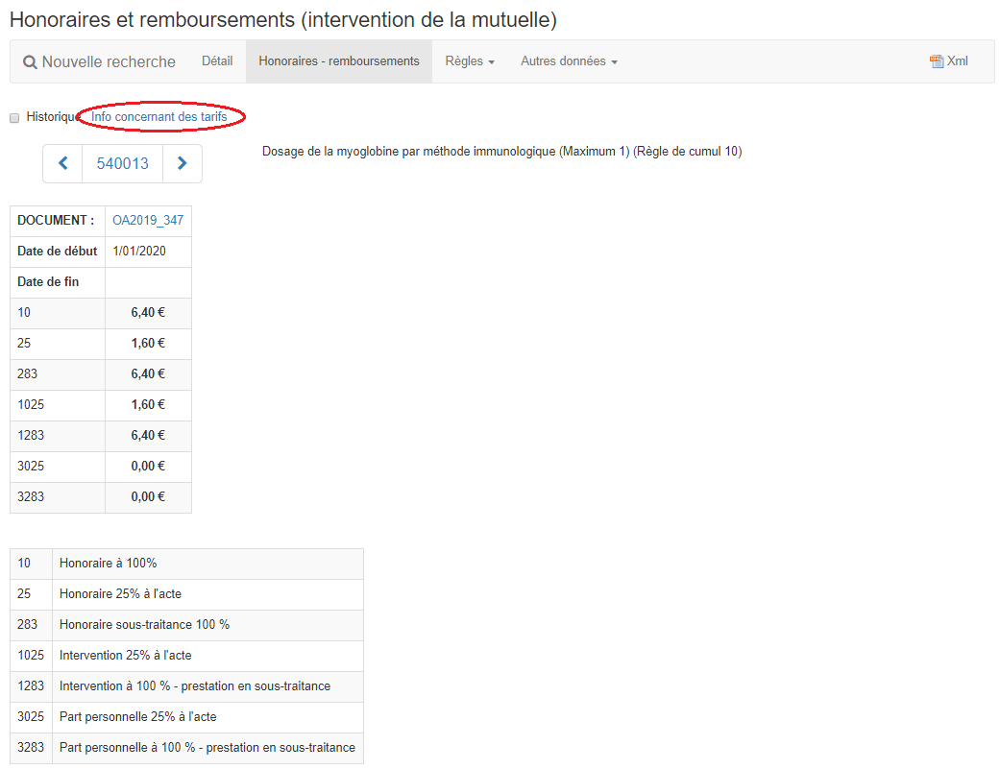 Honoraires et remboursements (intervention de la mutuelle)
Nouvelle recherche Détail Honoraires - remboursements Règles Autres données Xml
Historique Info concernant des tarifs
540013 Dosage de la myoglobine par méthode immunologique (Maximum 1) (Règle de cumul 10)
DOCUMENT : OA2019_347
Date de début 1/01/2020
Date de fin
10 6,40 €
25 1,60 €
283 6,40 €
1025 1,60 €
1283 6,40 €
3025 0,00 €
3283 0,00 €
10 Honoraire à 100%
25 Honoraire 25% à l'acte
283 Honoraire sous-traitance 100 %
1025 Intervention 25% à l'acte
1283 Intervention à 100 % - prestation en sous-traitance
3025 Part personnelle 25% à l'acte
3283 Part personnelle à 100 % - prestation en sous-traitance